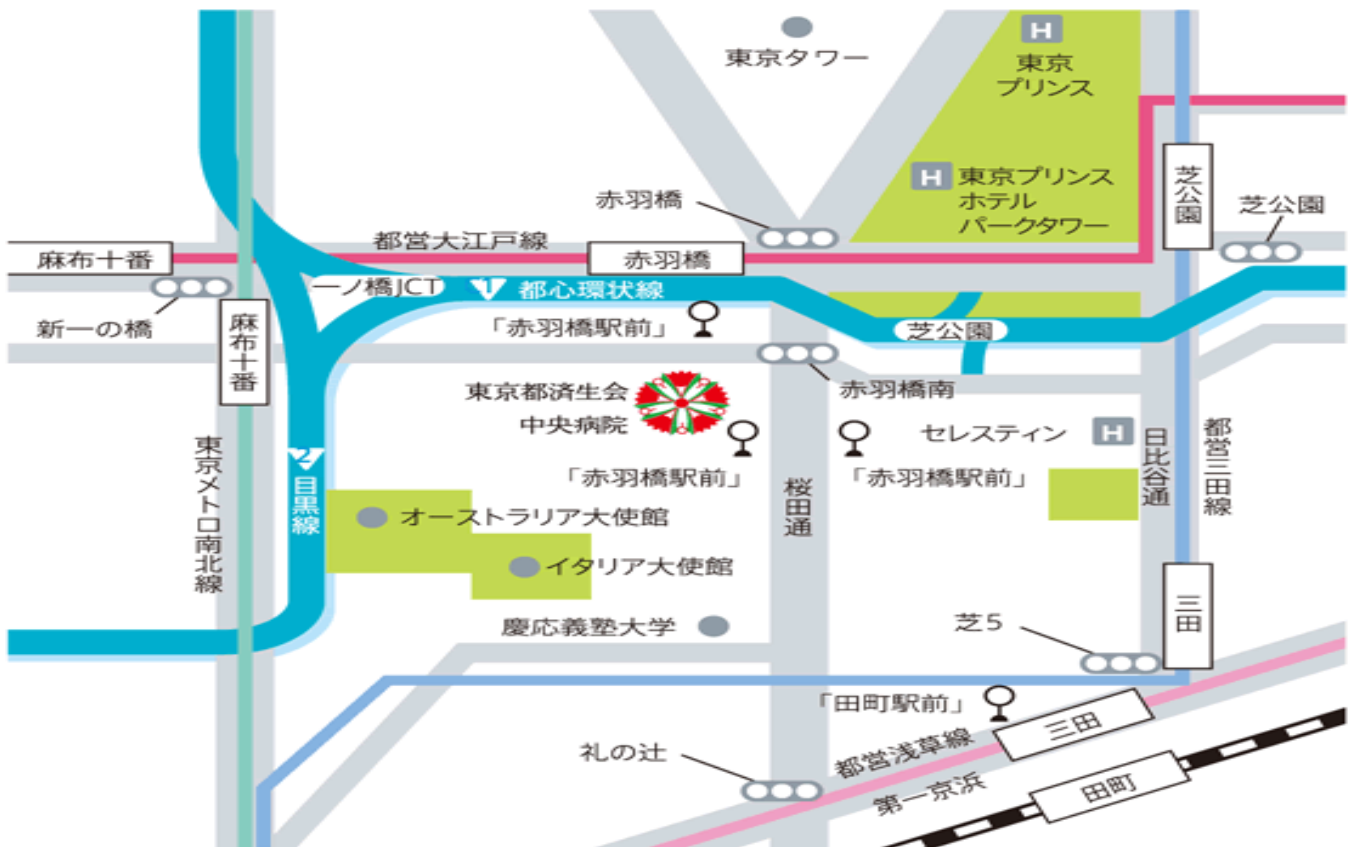 東京タワー
H
東京
プリンス
H
東京プリンス
ホテル
パークタワー
芝公園
芝公園
赤羽橋
都営大江戸線
麻布十番
赤羽橋
一ノ橋JCT
1
都心環状線
新一の橋
麻布十番
「赤羽橋駅前」
芝公園
赤羽橋南
東京都済生会
中央病院
セレスティン
H
「赤羽橋駅前」
「赤羽橋駅前」
東京メトロ南北線
2
目黒線
桜田通
日比谷通
都営三田線
オーストラリア大使館
イタリア大使館
慶応義塾大学
芝5
三田
「田町駅前」
三田
都営浅草線
礼の辻
第一京浜
田町